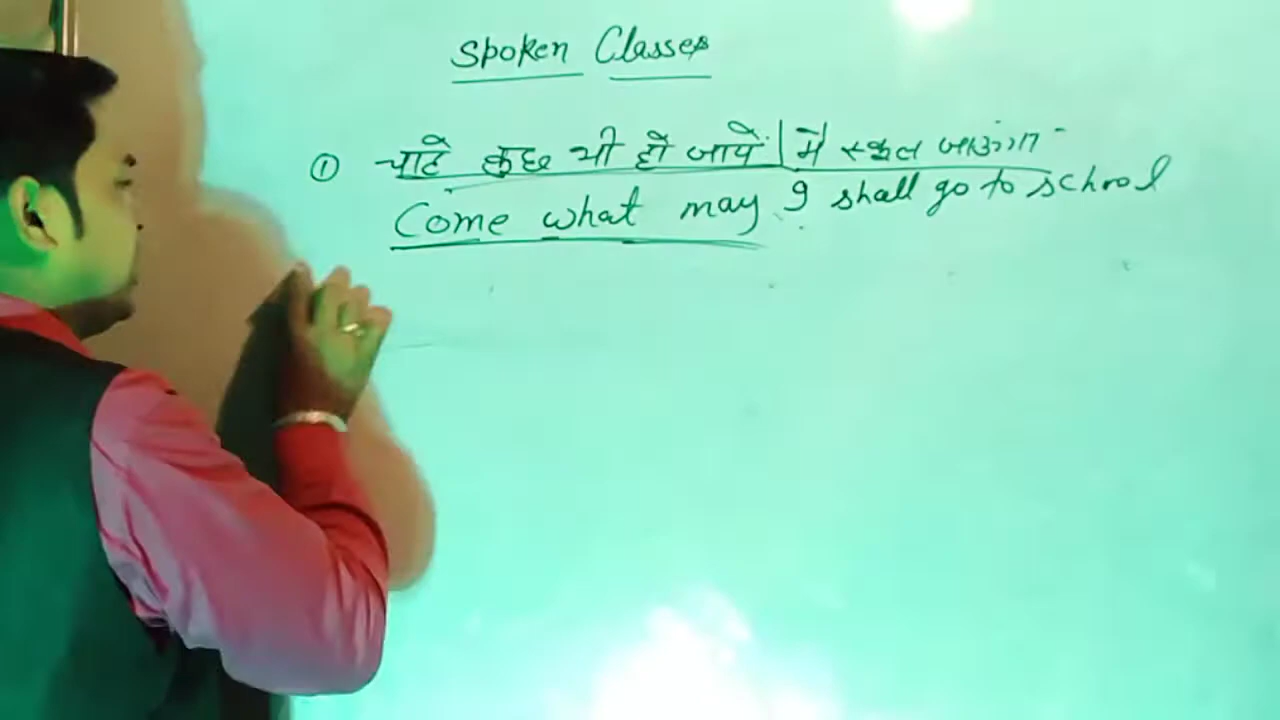 Spoken Classes
① चाहे कुछ भी हो जाये | मैं स्कूल जाऊंगा -
Come what may I shall go to school